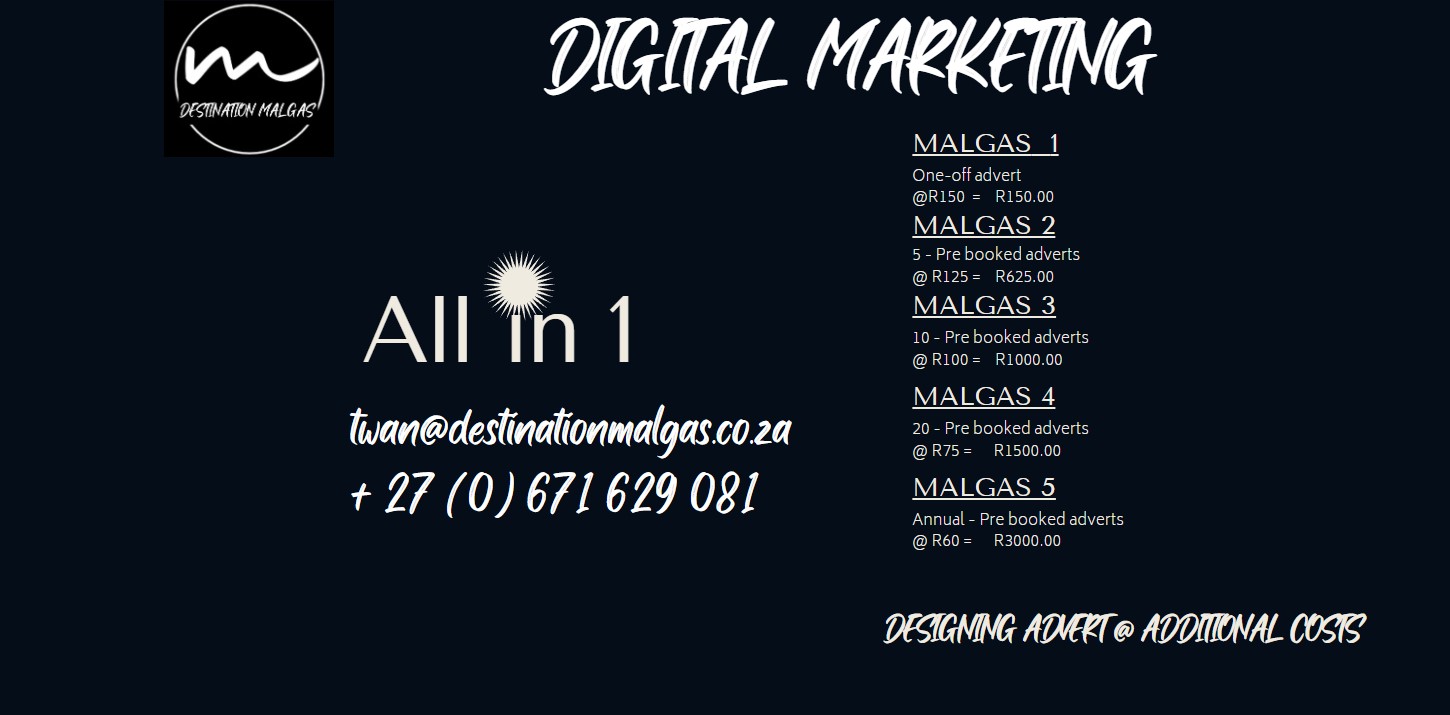 DESTINATION MALGAS
DIGITAL MARKETING
All in 1
twan@destinationmalgas.co.za
+ 27 (0) 671 629 081
MALGAS 1
One-off advert
@R150 = R150.00
MALGAS 2
5 - Pre booked adverts
@ R125 = R625.00
MALGAS 3
10 - Pre booked adverts
@ R100 = R1000.00
MALGAS 4
20 - Pre booked adverts
@ R75 = R1500.00
MALGAS 5
Annual - Pre booked adverts
@ R60 = R3000.00
DESIGNING ADVERT @ ADDITIONAL COSTS